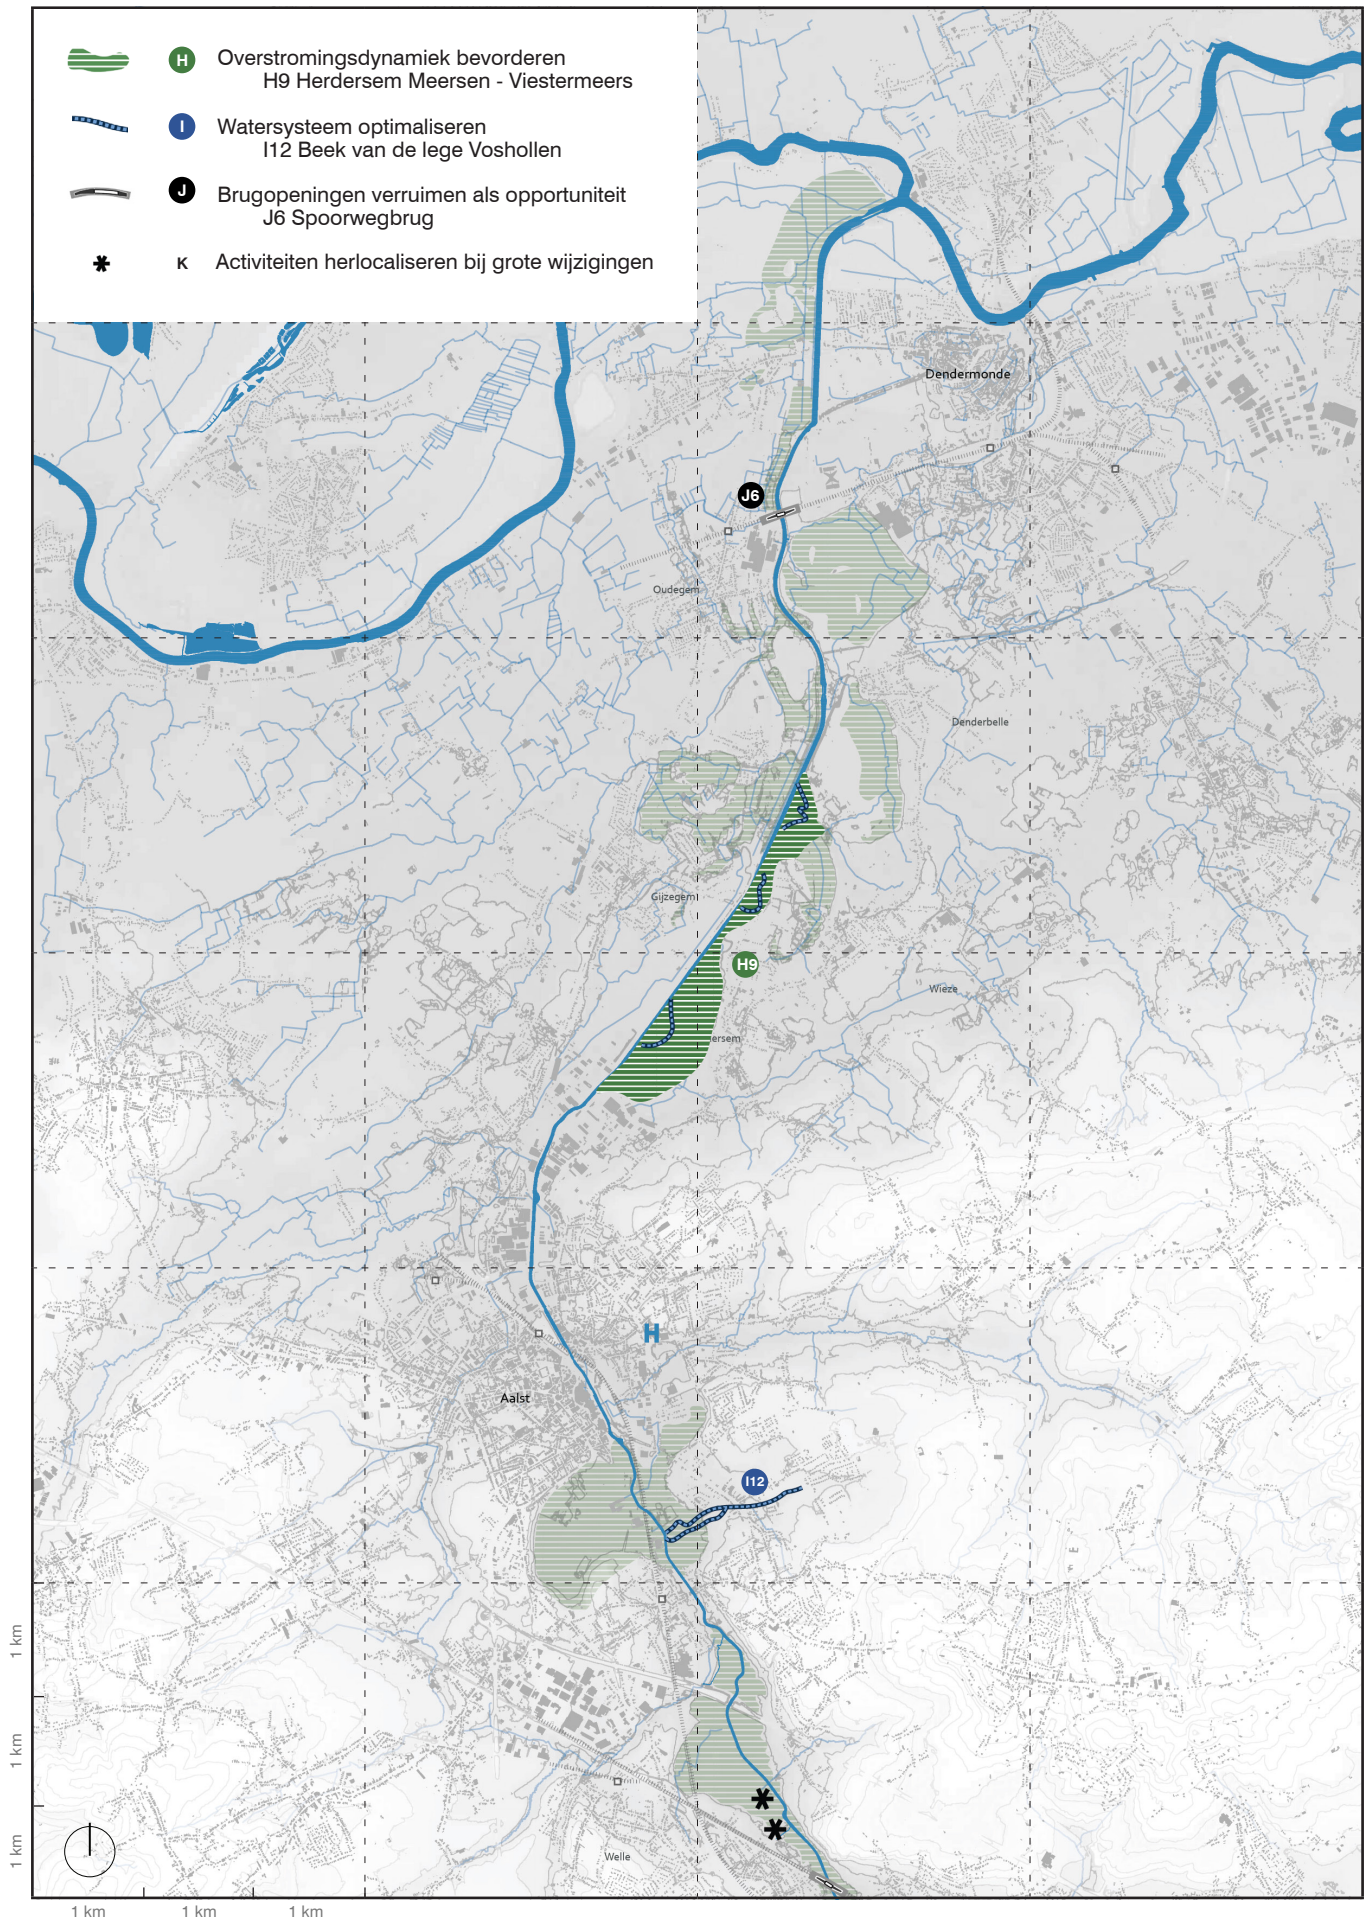 H Overstromingsdynamiek bevorderen
H9 Herdersem Meersen - Viestermeers
I Watersysteem optimaliseren
I12 Beek van de lege Voshollen
J Brugopeningen verruimen als opportuniteit
J6 Spoorwegbrug
K Activiteiten herlocaliseren bij grote wijzigingen
Dendermonde
J6
Oudegem
Denderbelle
Gijzegem
H9
Wieze
ersem
H
Aalst
I12
Welle
1 km
1 km
1 km
1 km
1 km
1 km